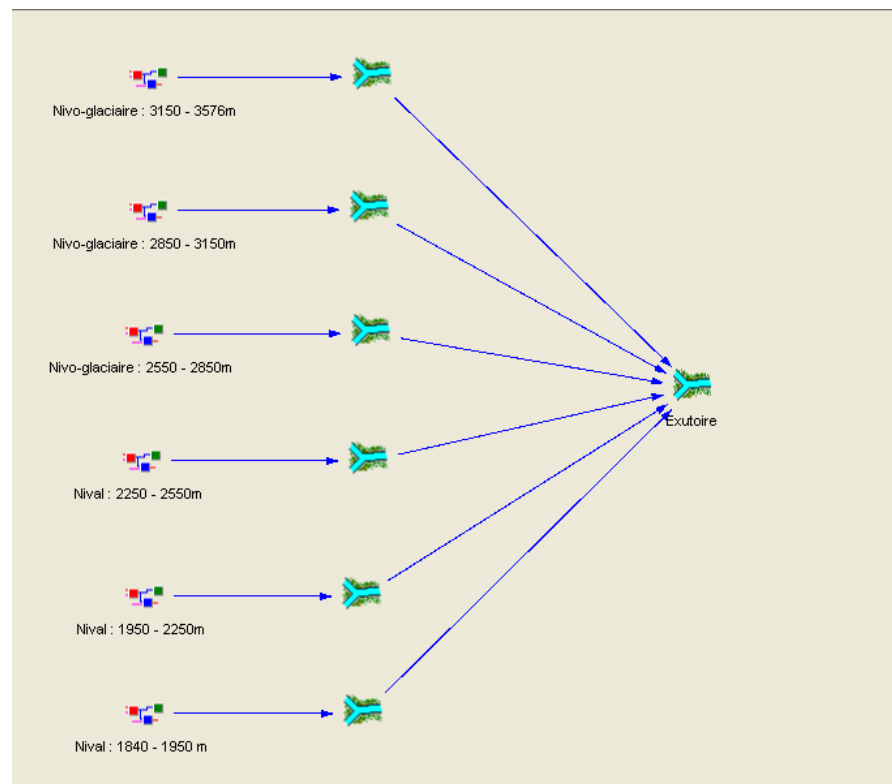 Nivo-glaciaire : 3150 - 3576m
Nivo-glaciaire : 2850 - 3150m
Nivo-glaciaire : 2550 - 2850m
Exutoire
Nival : 2250 - 2550m
Nival : 1950 - 2250m
Nival : 1840 - 1950 m